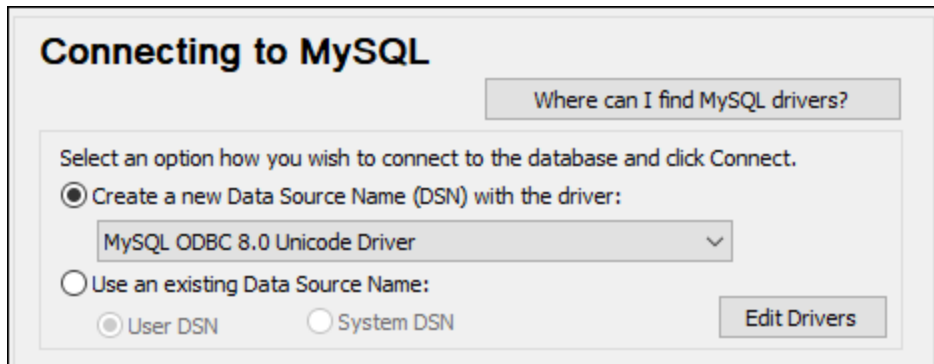 Connecting to MySQL
Where can I find MySQL drivers?
Select an option how you wish to connect to the database and click Connect.
Create a new Data Source Name (DSN) with the driver:
MySQL ODBC 8.0 Unicode Driver
Use an existing Data Source Name:
User DSN System DSN Edit Drivers